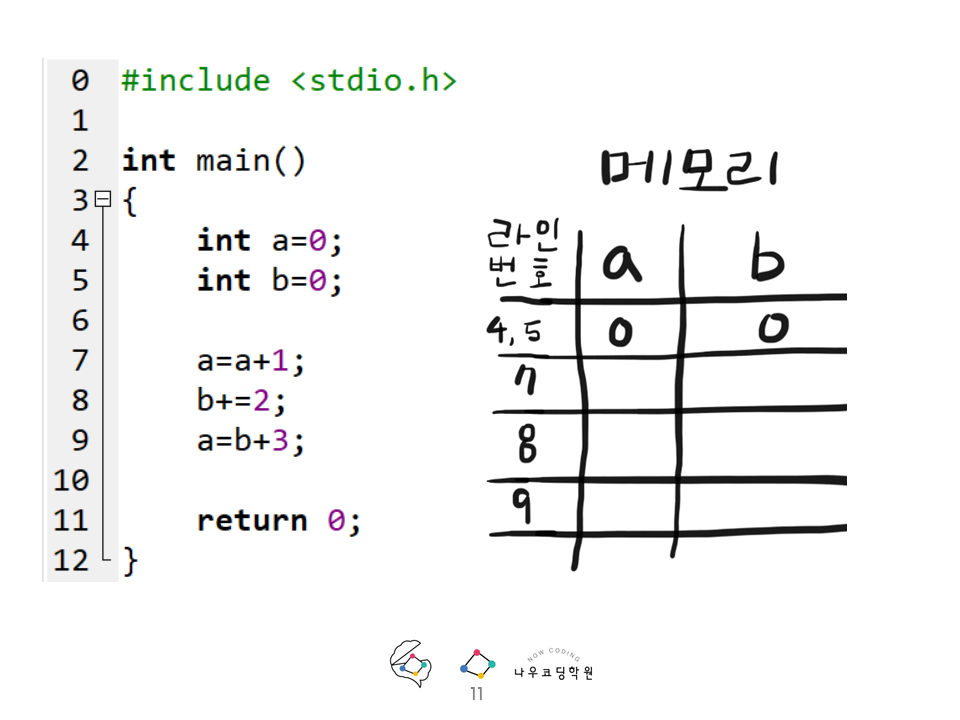 0 #include <stdio.h>
1
2 int main()
3 {
4 int a=0;
5 int b=0;
6
7 a=a+1;
8 b+=2;
9 a=b+3;
10
11 return 0;
12 }
메모리
라인
번호 a b
4,5 0 0
7
8
9
NOW CODING
나우코딩학원
11